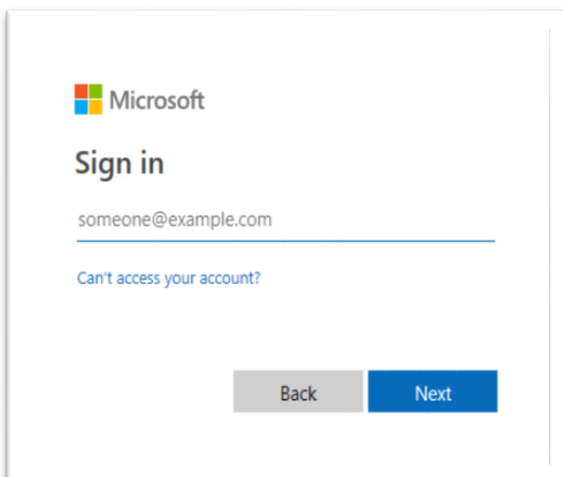 Microsoft
Sign in
someone@example.com
Can't access your account?
Back Next